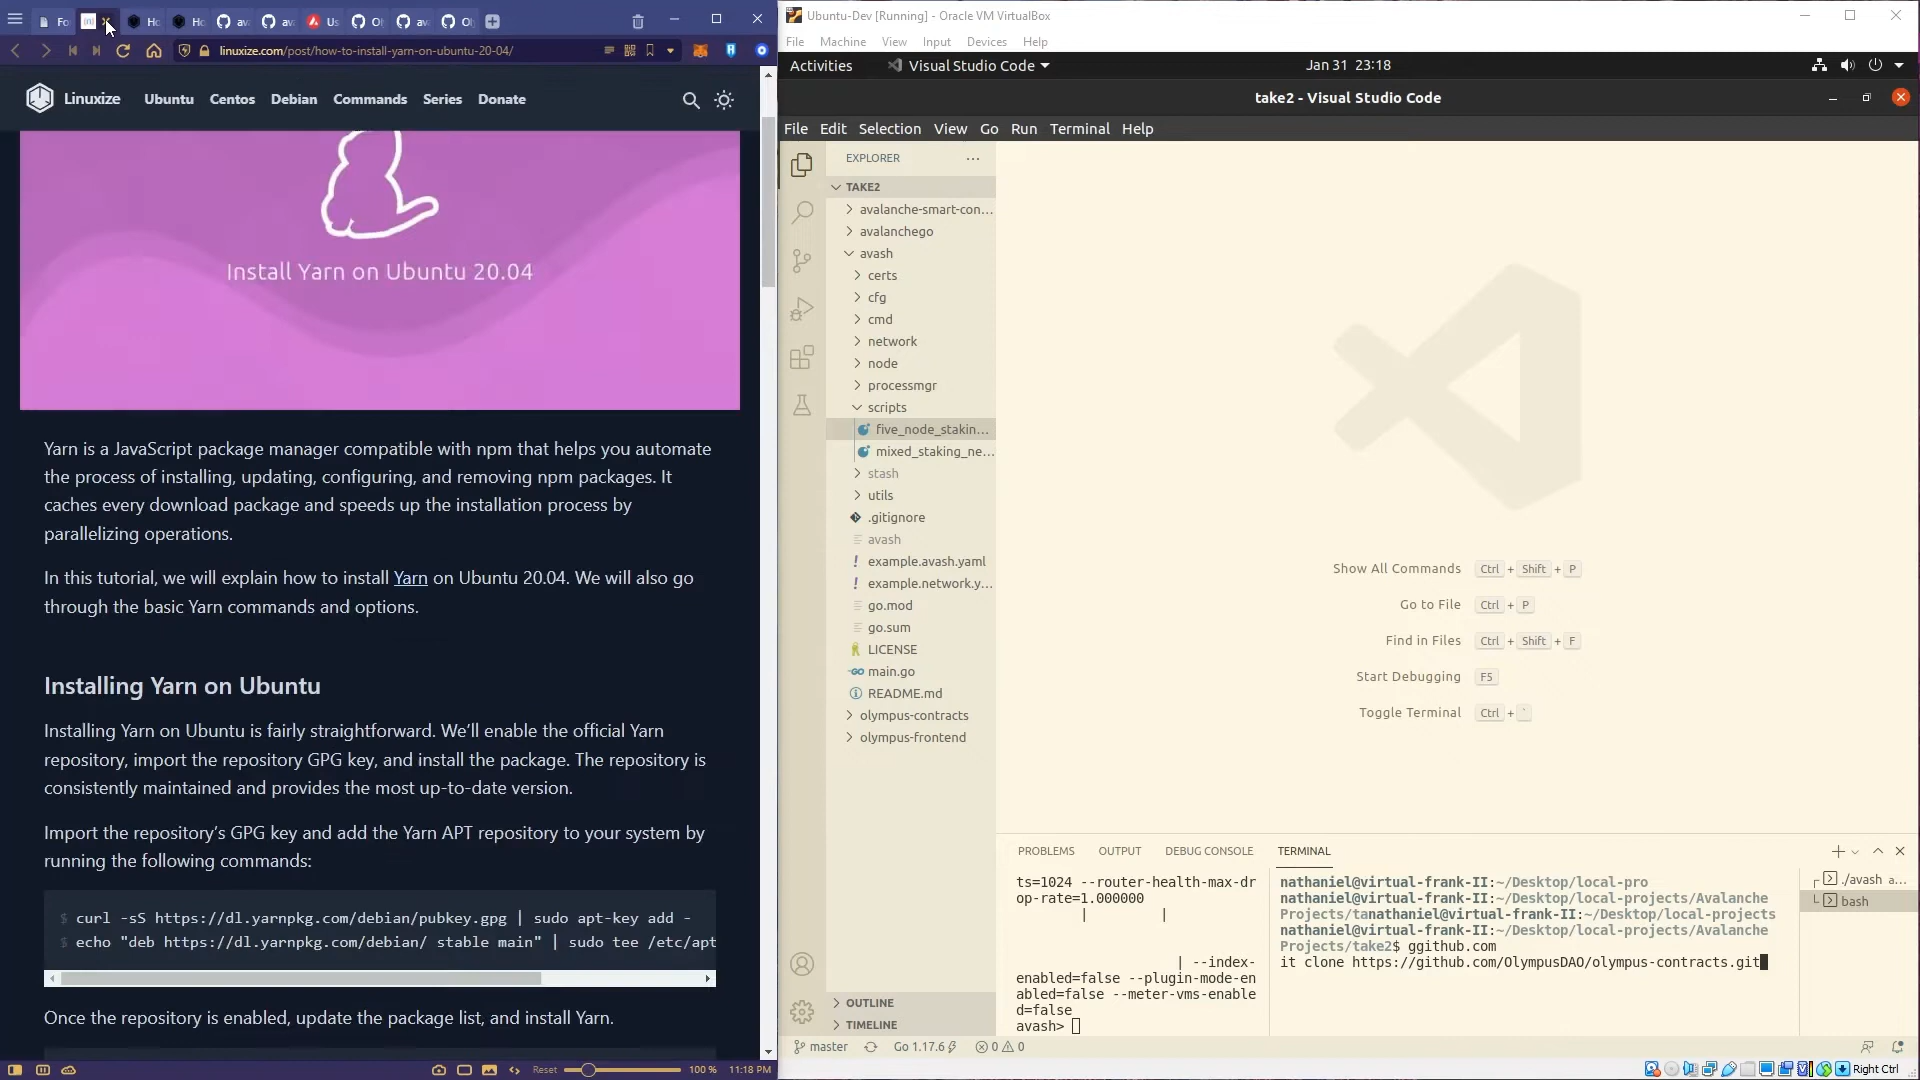 Fo
Ho
Ho
av
av
Us
Ol
av
Ol
linuxize.com/post/how-to-install-yarn-on-ubuntu-20-04/
Linuxize Ubuntu Centos Debian Commands Series Donate
Install Yarn on Ubuntu 20.04
Yarn is a JavaScript package manager compatible with npm that helps you automate
the process of installing, updating, configuring, and removing npm packages. It
caches every download package and speeds up the installation process by
parallelizing operations.
In this tutorial, we will explain how to install Yarn on Ubuntu 20.04. We will also go
through the basic Yarn commands and options.
Installing Yarn on Ubuntu
Installing Yarn on Ubuntu is fairly straightforward. We'll enable the official Yarn
repository, import the repository GPG key, and install the package. The repository is
consistently maintained and provides the most up-to-date version.
Import the repository's GPG key and add the Yarn APT repository to your system by
running the following commands:
$ curl -sS https://dl.yarnpkg.com/debian/pubkey.gpg | sudo apt-key add -
$ echo "deb https://dl.yarnpkg.com/debian/ stable main" | sudo tee /etc/apt
Once the repository is enabled, update the package list, and install Yarn.
Reset 100 % 11:18 PM
Ubuntu-Dev [Running] - Oracle VM VirtualBox
File Machine View Input Devices Help
Activities Visual Studio Code Jan 31 23:18
take2 - Visual Studio Code
File Edit Selection View Go Run Terminal Help
EXPLORER
TAKE2
avalanche-smart-con...
avalanchego
avash
certs
cfg
cmd
network
node
processmgr
scripts
five_node_stakin...
mixed_staking_ne...
stash
utils
.gitignore
avash
example.avash.yaml
example.network.y...
go.mod
go.sum
LICENSE
main.go
README.md
olympus-contracts
olympus-frontend
OUTLINE
TIMELINE
Show All Commands Ctrl + Shift + P
Go to File Ctrl + P
Find in Files Ctrl + Shift + F
Start Debugging F5
Toggle Terminal Ctrl + `
PROBLEMS OUTPUT DEBUG CONSOLE TERMINAL
ts=1024 --router-health-max-dr
op-rate=1.000000
| |
| --index-
enabled=false --plugin-mode-en
abled=false --meter-vms-enable
d=false
avash>
nathaniel@virtual-frank-II:~/Desktop/local-pro
nathaniel@virtual-frank-II:~/Desktop/local-projects/Avalanche
Projects/tanathaniel@virtual-frank-II:~/Desktop/local-projects
nathaniel@virtual-frank-II:~/Desktop/local-projects/Avalanche
Projects/take2$ ggithub.com
it clone https://github.com/OlympusDAO/olympus-contracts.git
./avash a...
bash
master Go 1.17.6 0 0
Right Ctrl